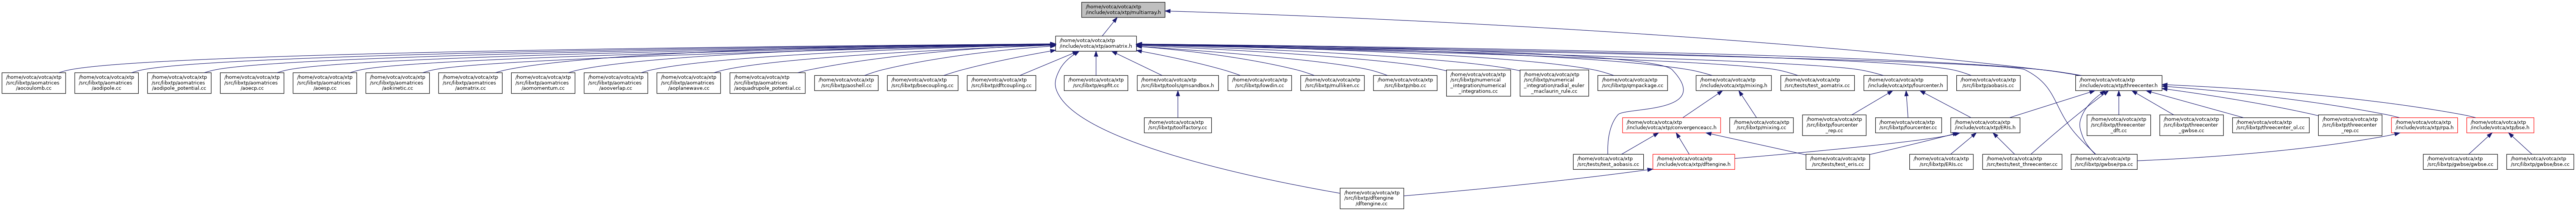 /home/votca/votca/xtp
/include/votca/xtp/multiarray.h
/home/votca/votca/xtp
/include/votca/xtp/aomatrix.h
/home/votca/votca/xtp
/src/libxtp/aomatrices
/aocoulomb.cc
/home/votca/votca/xtp
/src/libxtp/aomatrices
/aodipole.cc
/home/votca/votca/xtp
/src/libxtp/aomatrices
/aodipole_potential.cc
/home/votca/votca/xtp
/src/libxtp/aomatrices
/aoecp.cc
/home/votca/votca/xtp
/src/libxtp/aomatrices
/aoesp.cc
/home/votca/votca/xtp
/src/libxtp/aomatrices
/aokinetic.cc
/home/votca/votca/xtp
/src/libxtp/aomatrices
/aomatrix.cc
/home/votca/votca/xtp
/src/libxtp/aomatrices
/aomomentum.cc
/home/votca/votca/xtp
/src/libxtp/aomatrices
/aooverlap.cc
/home/votca/votca/xtp
/src/libxtp/aomatrices
/aoplanewave.cc
/home/votca/votca/xtp
/src/libxtp/aomatrices
/aoquadrupole_potential.cc
/home/votca/votca/xtp
/src/libxtp/aoshell.cc
/home/votca/votca/xtp
/src/libxtp/bsecoupling.cc
/home/votca/votca/xtp
/src/libxtp/dftcoupling.cc
/home/votca/votca/xtp
/src/libxtp/espfit.cc
/home/votca/votca/xtp
/src/libxtp/tools/qmsandbox.h
/home/votca/votca/xtp
/src/libxtp/lowdin.cc
/home/votca/votca/xtp
/src/libxtp/mulliken.cc
/home/votca/votca/xtp
/src/libxtp/nbo.cc
/home/votca/votca/xtp
/src/libxtp/numerical
_integration/numerical
_integrations.cc
/home/votca/votca/xtp
/src/libxtp/numerical
_integration/radial_euler
_maclaurin_rule.cc
/home/votca/votca/xtp
/src/libxtp/qmpackage.cc
/home/votca/votca/xtp
/include/votca/xtp/mixing.h
/home/votca/votca/xtp
/src/tests/test_aomatrix.cc
/home/votca/votca/xtp
/include/votca/xtp/fourcenter.h
/home/votca/votca/xtp
/src/libxtp/aobasis.cc
/home/votca/votca/xtp
/include/votca/xtp/threecenter.h
/home/votca/votca/xtp
/src/libxtp/toolfactory.cc
/home/votca/votca/xtp
/include/votca/xtp/convergenceacc.h
/home/votca/votca/xtp
/src/libxtp/mixing.cc
/home/votca/votca/xtp
/src/libxtp/fourcenter
_rep.cc
/home/votca/votca/xtp
/src/libxtp/fourcenter.cc
/home/votca/votca/xtp
/include/votca/xtp/ERIs.h
/home/votca/votca/xtp
/src/libxtp/threecenter
_dft.cc
/home/votca/votca/xtp
/src/libxtp/threecenter
_gwbse.cc
/home/votca/votca/xtp
/src/libxtp/threecenter_ol.cc
/home/votca/votca/xtp
/src/libxtp/threecenter
_rep.cc
/home/votca/votca/xtp
/include/votca/xtp/rpa.h
/home/votca/votca/xtp
/include/votca/xtp/bse.h
/home/votca/votca/xtp
/src/tests/test_aobasis.cc
/home/votca/votca/xtp
/include/votca/xtp/dftengine.h
/home/votca/votca/xtp
/src/tests/test_eris.cc
/home/votca/votca/xtp
/src/libxtp/ERIs.cc
/home/votca/votca/xtp
/src/tests/test_threecenter.cc
/home/votca/votca/xtp
/src/libxtp/gwbse/rpa.cc
/home/votca/votca/xtp
/src/libxtp/gwbse/gwbse.cc
/home/votca/votca/xtp
/src/libxtp/gwbse/bse.cc
/home/votca/votca/xtp
/src/libxtp/dftengine
/dftengine.cc